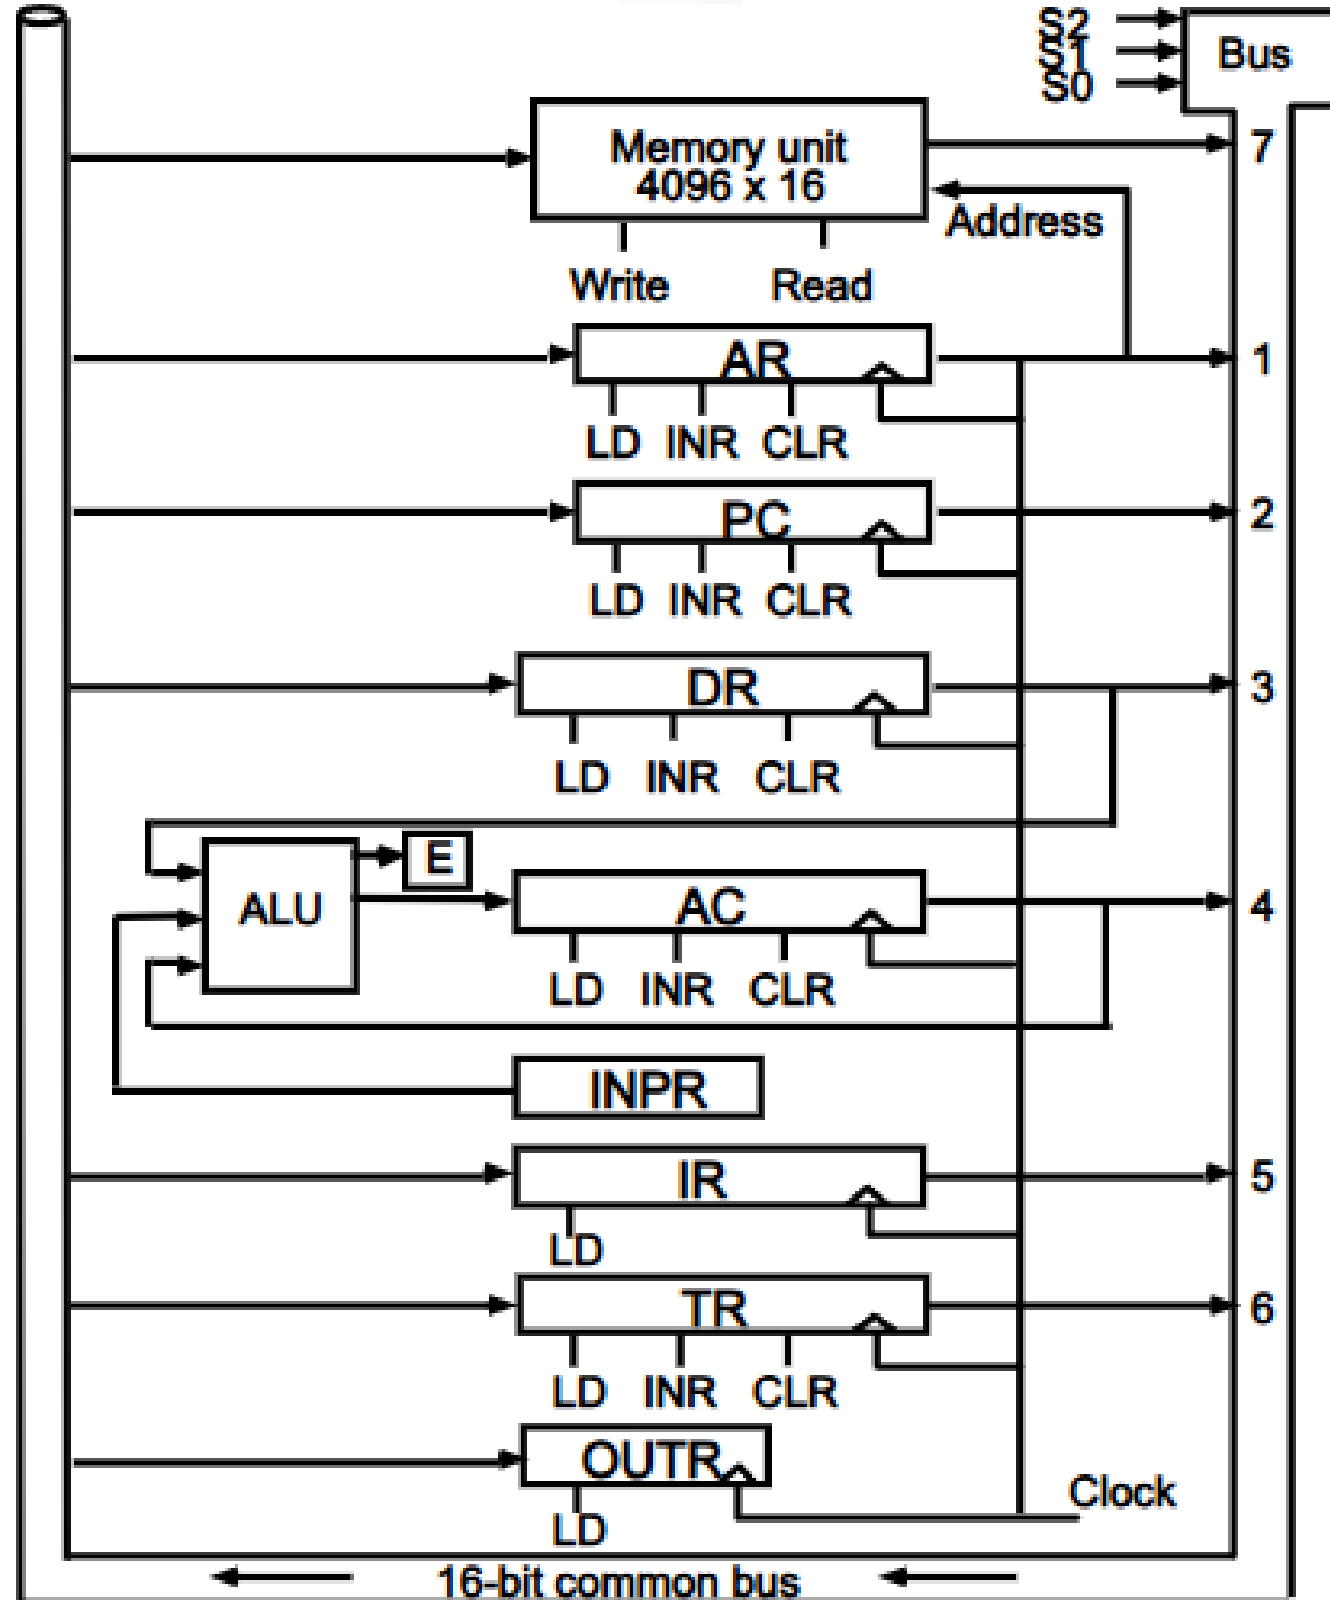 S2
S1
S0
Bus
Memory unit
4096 x 16
7
Address
Write Read
AR
1
LD INR CLR
PC
2
LD INR CLR
DR
3
LD INR CLR
ALU
E
AC
4
LD INR CLR
INPR
IR
5
LD
TR
6
LD INR CLR
OUTR
LD
Clock
16-bit common bus